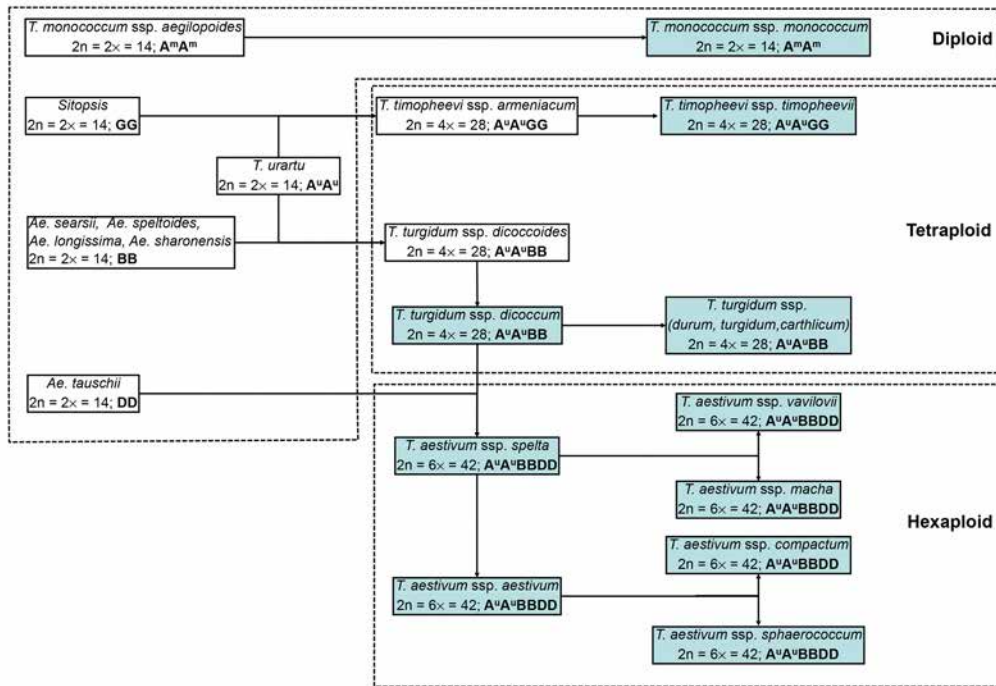 T. monococcum ssp. aegilopoides
2n = 2× = 14; AᵐAᵐ
T. monococcum ssp. monococcum
2n = 2× = 14; AᵐAᵐ
Diploid
Sitopsis
2n = 2× = 14; GG
T. timopheevi ssp. armeniacum
2n = 4× = 28; AᵘAᵘGG
T. timopheevi ssp. timopheevii
2n = 4× = 28; AᵘAᵘGG
T. urartu
2n = 2× = 14; AᵘAᵘ
Ae. searsii, Ae. speltoides,
Ae. longissima, Ae. sharonensis
2n = 2× = 14; BB
T. turgidum ssp. dicoccoides
2n = 4× = 28; AᵘAᵘBB
Tetraploid
T. turgidum ssp. dicoccum
2n = 4× = 28; AᵘAᵘBB
T. turgidum ssp.
(durum, turgidum,carthlicum)
2n = 4× = 28; AᵘAᵘBB
Ae. tauschii
2n = 2× = 14; DD
T. aestivum ssp. vavilovii
2n = 6× = 42; AᵘAᵘBBDD
T. aestivum ssp. spelta
2n = 6× = 42; AᵘAᵘBBDD
T. aestivum ssp. macha
2n = 6× = 42; AᵘAᵘBBDD
Hexaploid
T. aestivum ssp. compactum
2n = 6× = 42; AᵘAᵘBBDD
T. aestivum ssp. aestivum
2n = 6× = 42; AᵘAᵘBBDD
T. aestivum ssp. sphaerococcum
2n = 6× = 42; AᵘAᵘBBDD